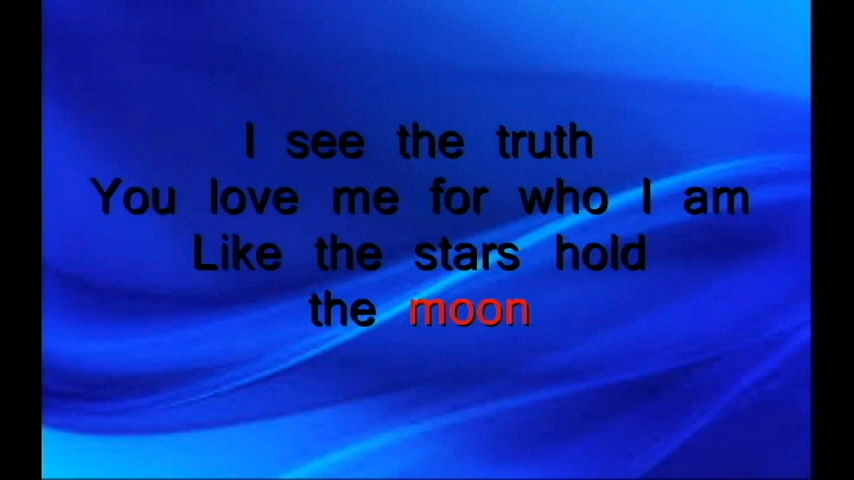 I see the truth
You love me for who I am
Like the stars hold
the moon